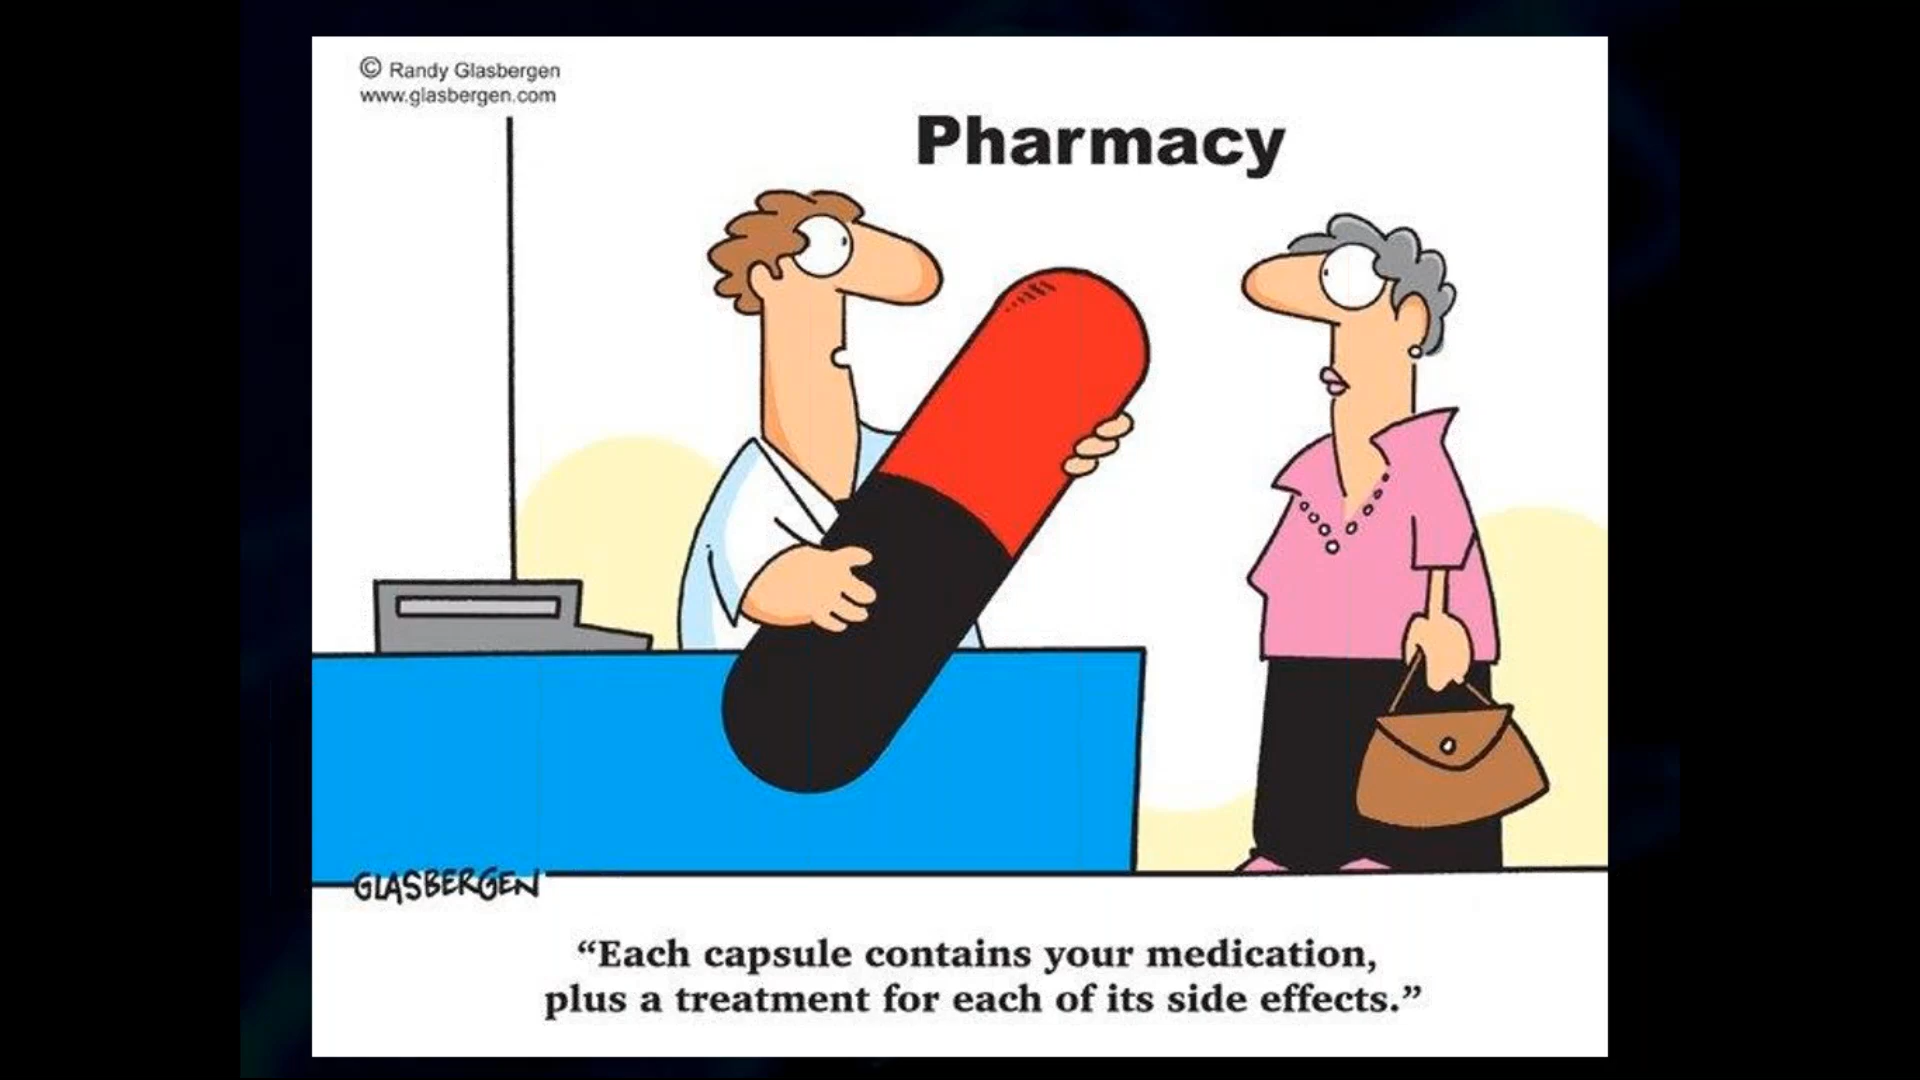 © Randy Glasbergen
www.glasbergen.com
Pharmacy
GLASBERGEN
“Each capsule contains your medication,
plus a treatment for each of its side effects.”